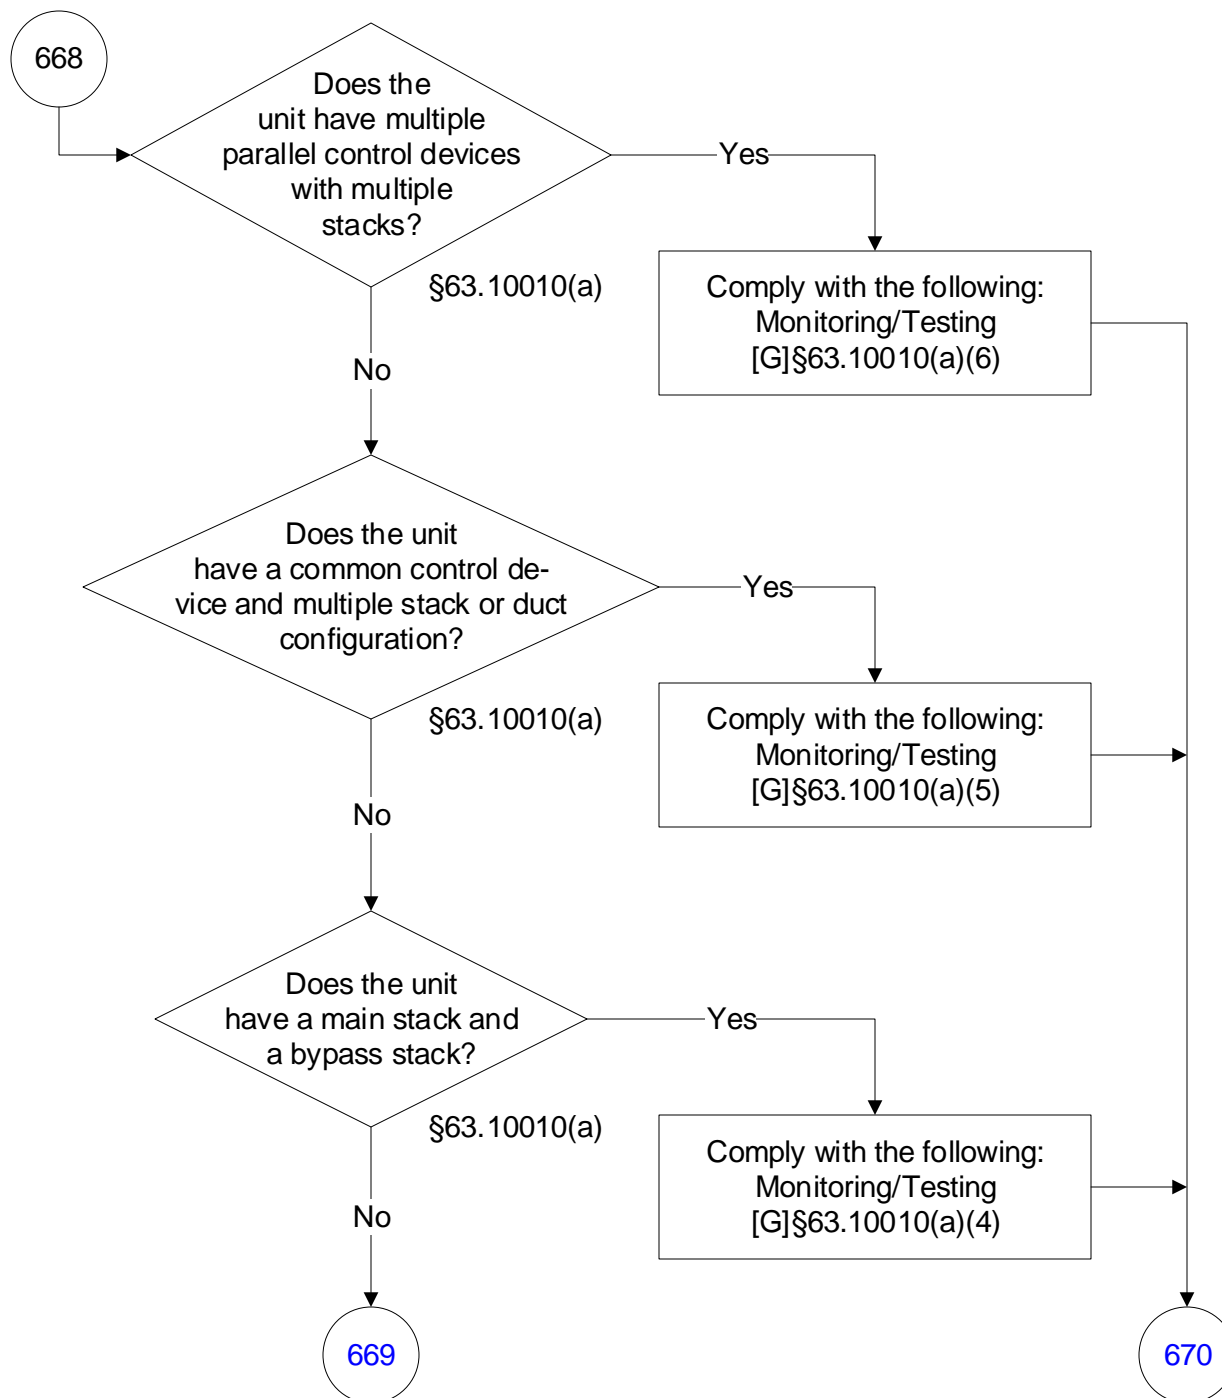 668
Does the
unit have multiple
parallel control devices
with multiple
stacks?
Yes
§63.10010(a)
Comply with the following:
Monitoring/Testing
[G]§63.10010(a)(6)
No
Does the unit
have a common control de-
vice and multiple stack or duct
configuration?
Yes
§63.10010(a)
Comply with the following:
Monitoring/Testing
[G]§63.10010(a)(5)
No
Does the unit
have a main stack and
a bypass stack?
Yes
§63.10010(a)
Comply with the following:
Monitoring/Testing
[G]§63.10010(a)(4)
No
669
670